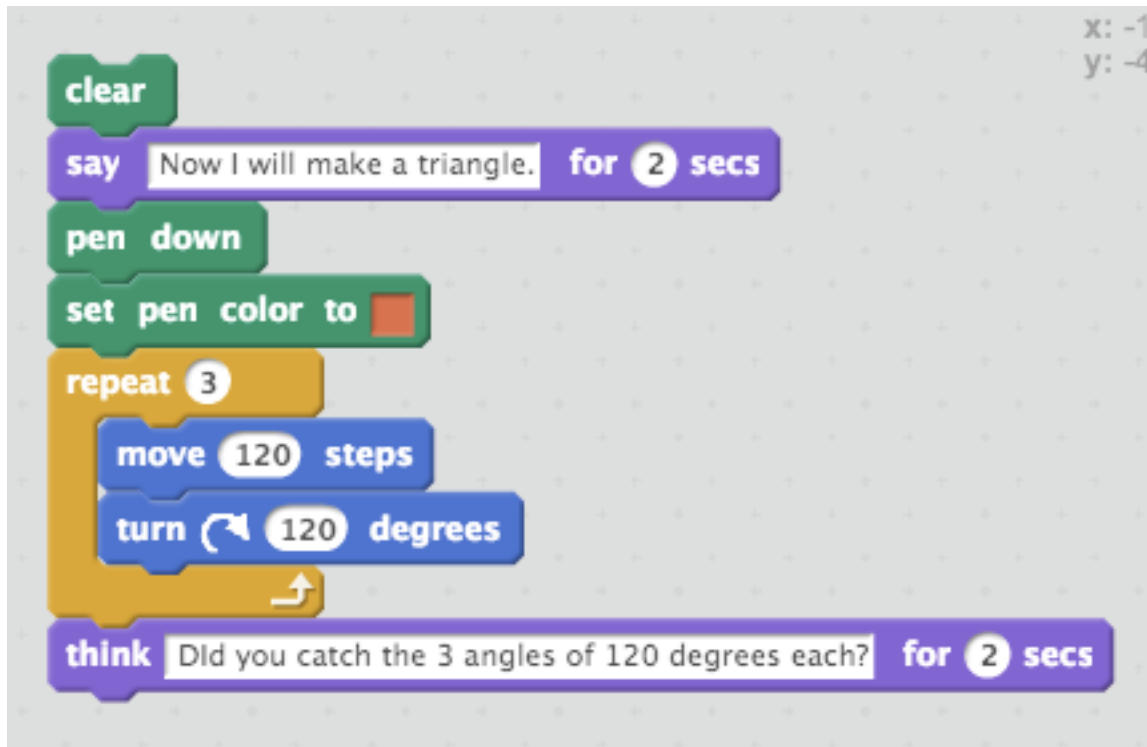 x: -1
y: -4
clear
say Now I will make a triangle. for 2 secs
pen down
set pen color to
repeat 3
move 120 steps
turn 120 degrees
think DId you catch the 3 angles of 120 degrees each? for 2 secs